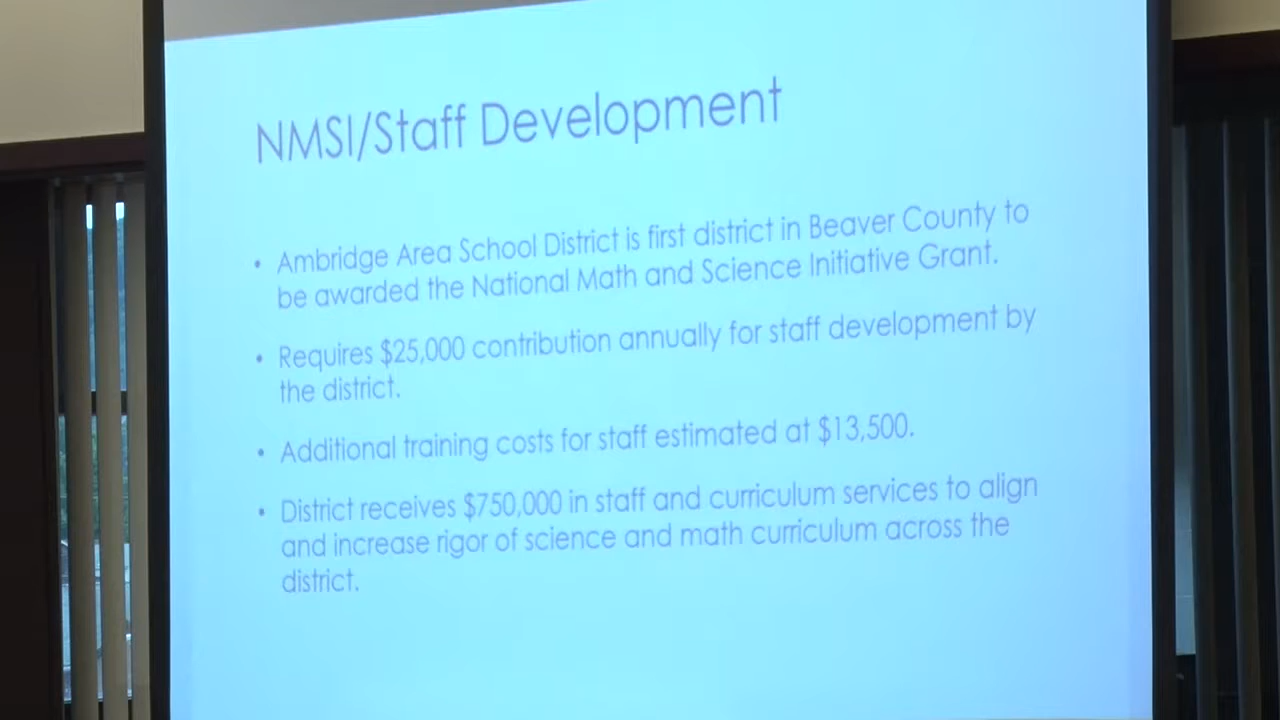 NMSI/Staff Development
• Ambridge Area School District is first district in Beaver County to
be awarded the National Math and Science Initiative Grant.
• Requires $25,000 contribution annually for staff development by
the district.
• Additional training costs for staff estimated at $13,500.
• District receives $750,000 in staff and curriculum services to align
and increase rigor of science and math curriculum across the
district.